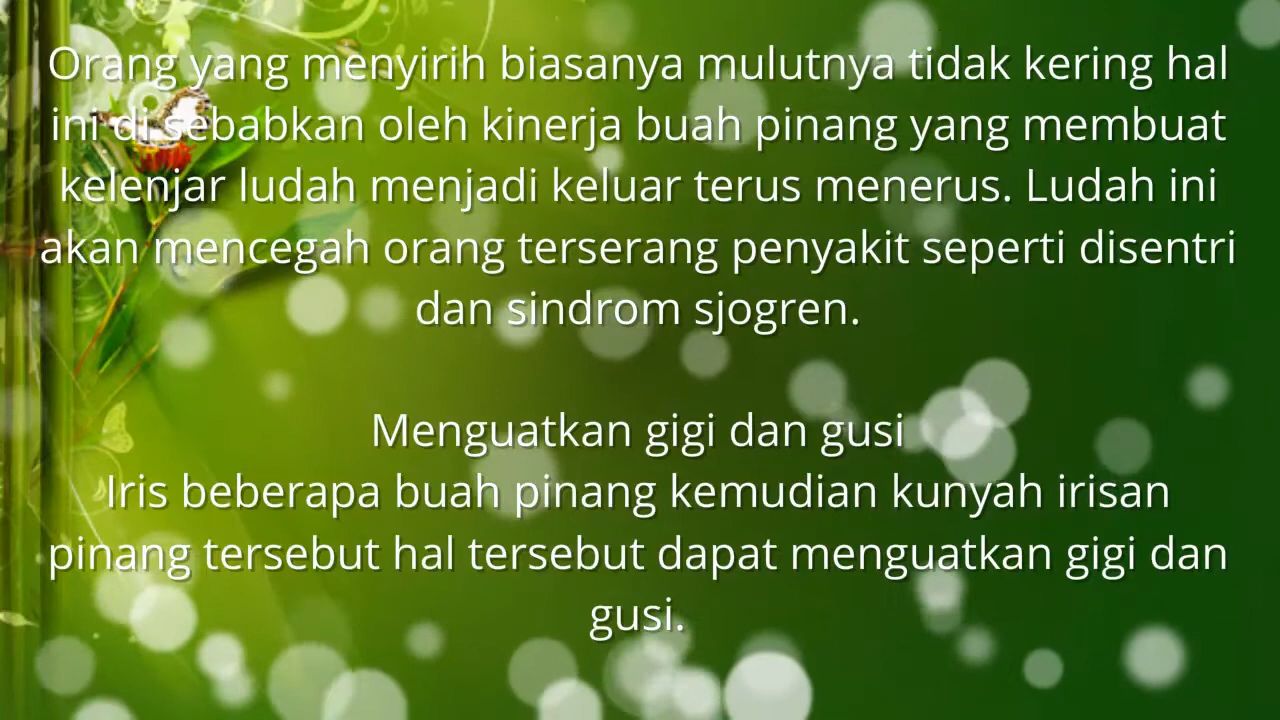 Orang yang menyirih biasanya mulutnya tidak kering hal
ini di sebabkan oleh kinerja buah pinang yang membuat
kelenjar ludah menjadi keluar terus menerus. Ludah ini
akan mencegah orang terserang penyakit seperti disentri
dan sindrom sjogren.
Menguatkan gigi dan gusi
Iris beberapa buah pinang kemudian kunyah irisan
pinang tersebut hal tersebut dapat menguatkan gigi dan
gusi.